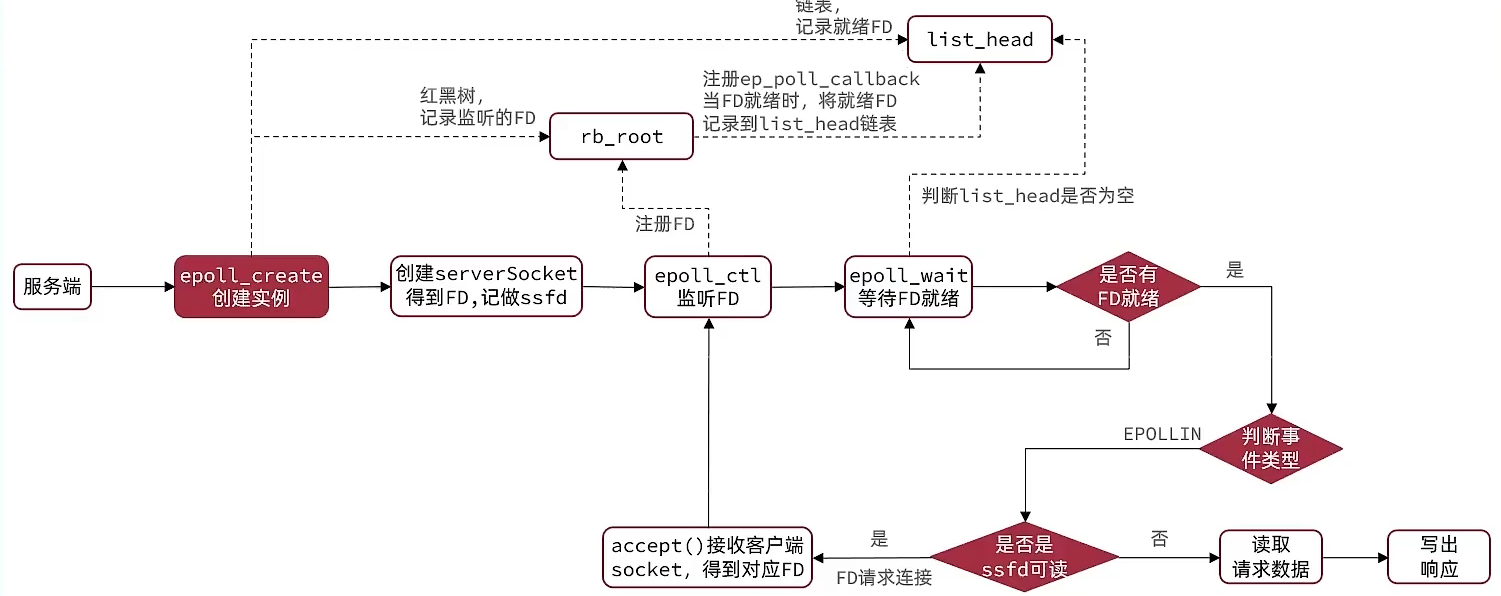 链表，
记录就绪FD
list_head
红黑树，
记录监听的FD
rb_root
注册ep_poll_callback
当FD就绪时，将就绪FD
记录到list_head链表
判断list_head是否为空
注册FD
服务端
epoll_create
创建实例
创建serverSocket
得到FD,记做ssfd
epoll_ctl
监听FD
epoll_wait
等待FD就绪
是否有
FD就绪
是
否
EPOLLIN
判断事
件类型
accept()接收客户端
socket，得到对应FD
是
FD请求连接
是否是
ssfd可读
否
读取
请求数据
写出
响应